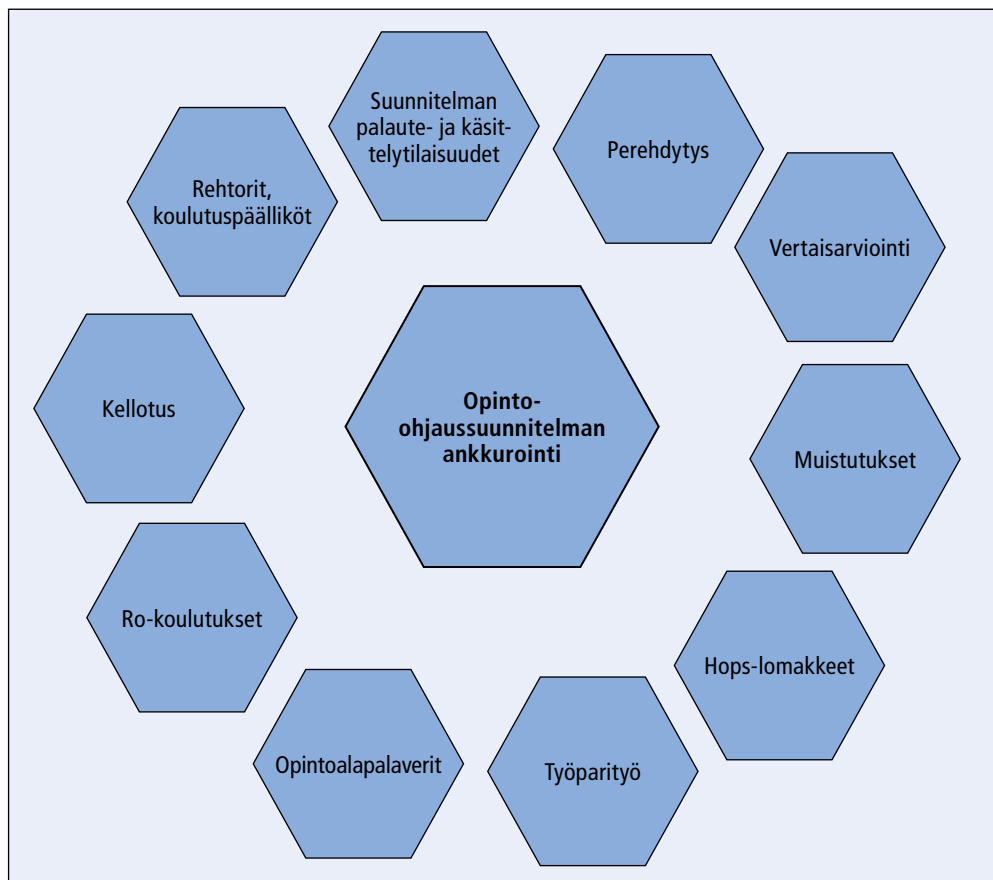 Suunnitelman
palaute- ja käsit-
telytilaisuudet
Perehdytys
Rehtorit,
koulutuspäälliköt
Vertaisarviointi
Kellotus
Opinto-
ohjaussuunnitelman
ankkurointi
Muistutukset
Ro-koulutukset
Hops-lomakkeet
Opintoalapalaverit
Työparityö